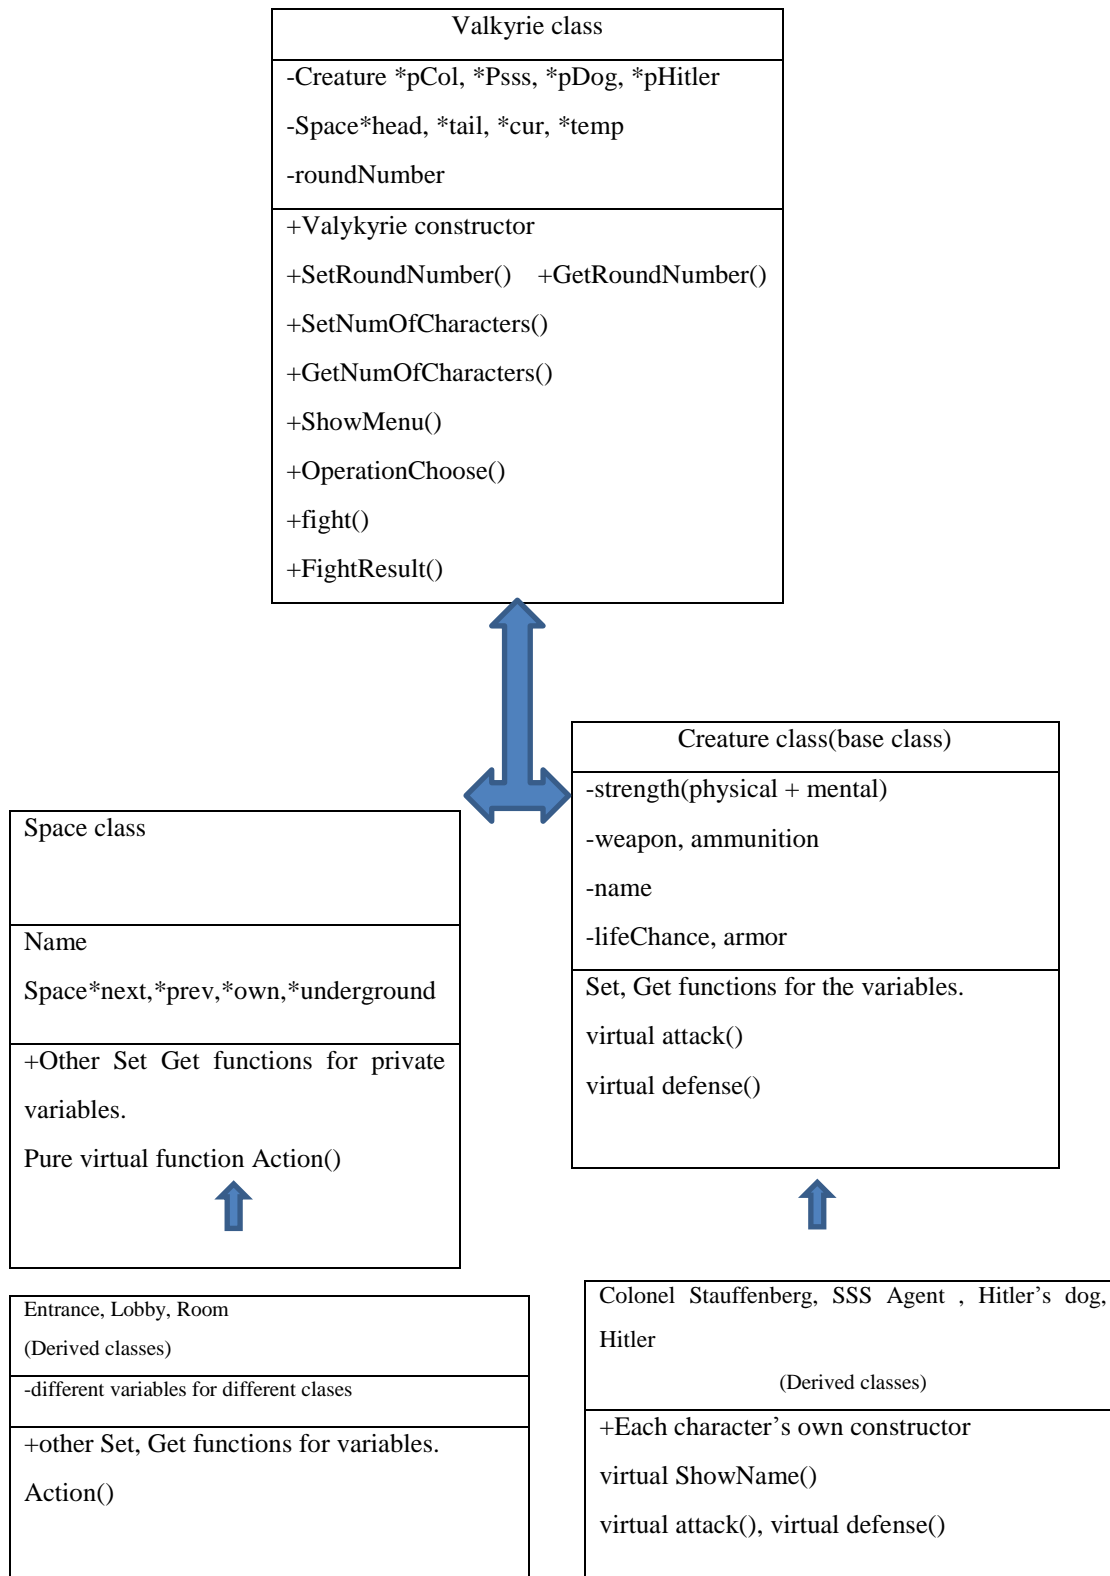 Valkyrie class
-Creature *pCol, *Psss, *pDog, *pHitler
-Space*head, *tail, *cur, *temp
-roundNumber
+Valykyrie constructor
+SetRoundNumber() +GetRoundNumber()
+SetNumOfCharacters()
+GetNumOfCharacters()
+ShowMenu()
+OperationChoose()
+fight()
+FightResult()
Creature class(base class)
-strength(physical + mental)
-weapon, ammunition
-name
-lifeChance, armor
Set, Get functions for the variables.
virtual attack()
virtual defense()
Space class
Name
Space*next,*prev,*own,*underground
+Other Set Get functions for private
variables.
Pure virtual function Action()
Entrance, Lobby, Room
(Derived classes)
-different variables for different clases
+other Set, Get functions for variables.
Action()
Colonel Stauffenberg, SSS Agent , Hitler’s dog,
Hitler
(Derived classes)
+Each character’s own constructor
virtual ShowName()
virtual attack(), virtual defense()